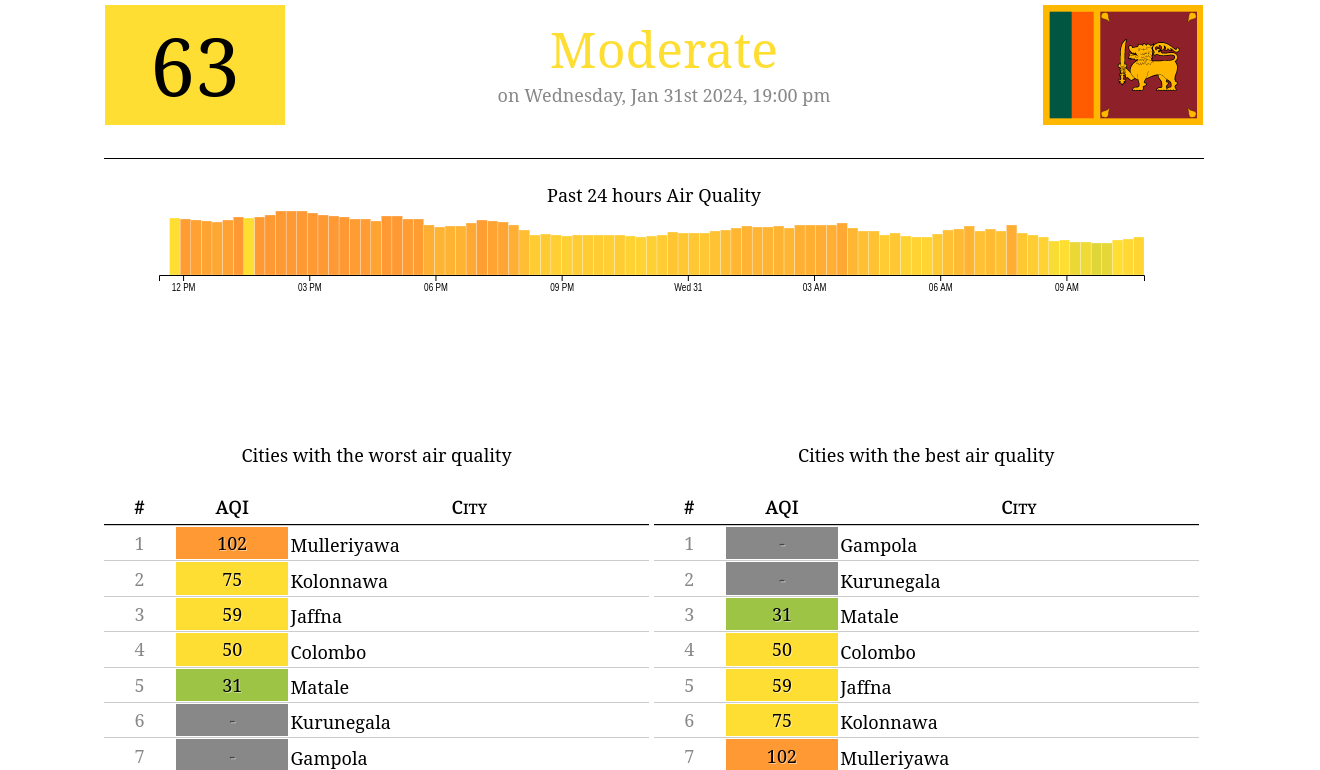 63
Moderate
on Wednesday, Jan 31st 2024, 19:00 pm
Past 24 hours Air Quality
12 PM 03 PM 06 PM 09 PM Wed 31 03 AM 06 AM 09 AM
Cities with the worst air quality
# AQI City
1 102 Mulleriyawa
2 75 Kolonnawa
3 59 Jaffna
4 50 Colombo
5 31 Matale
6 - Kurunegala
7 - Gampola
Cities with the best air quality
# AQI City
1 - Gampola
2 - Kurunegala
3 31 Matale
4 50 Colombo
5 59 Jaffna
6 75 Kolonnawa
7 102 Mulleriyawa